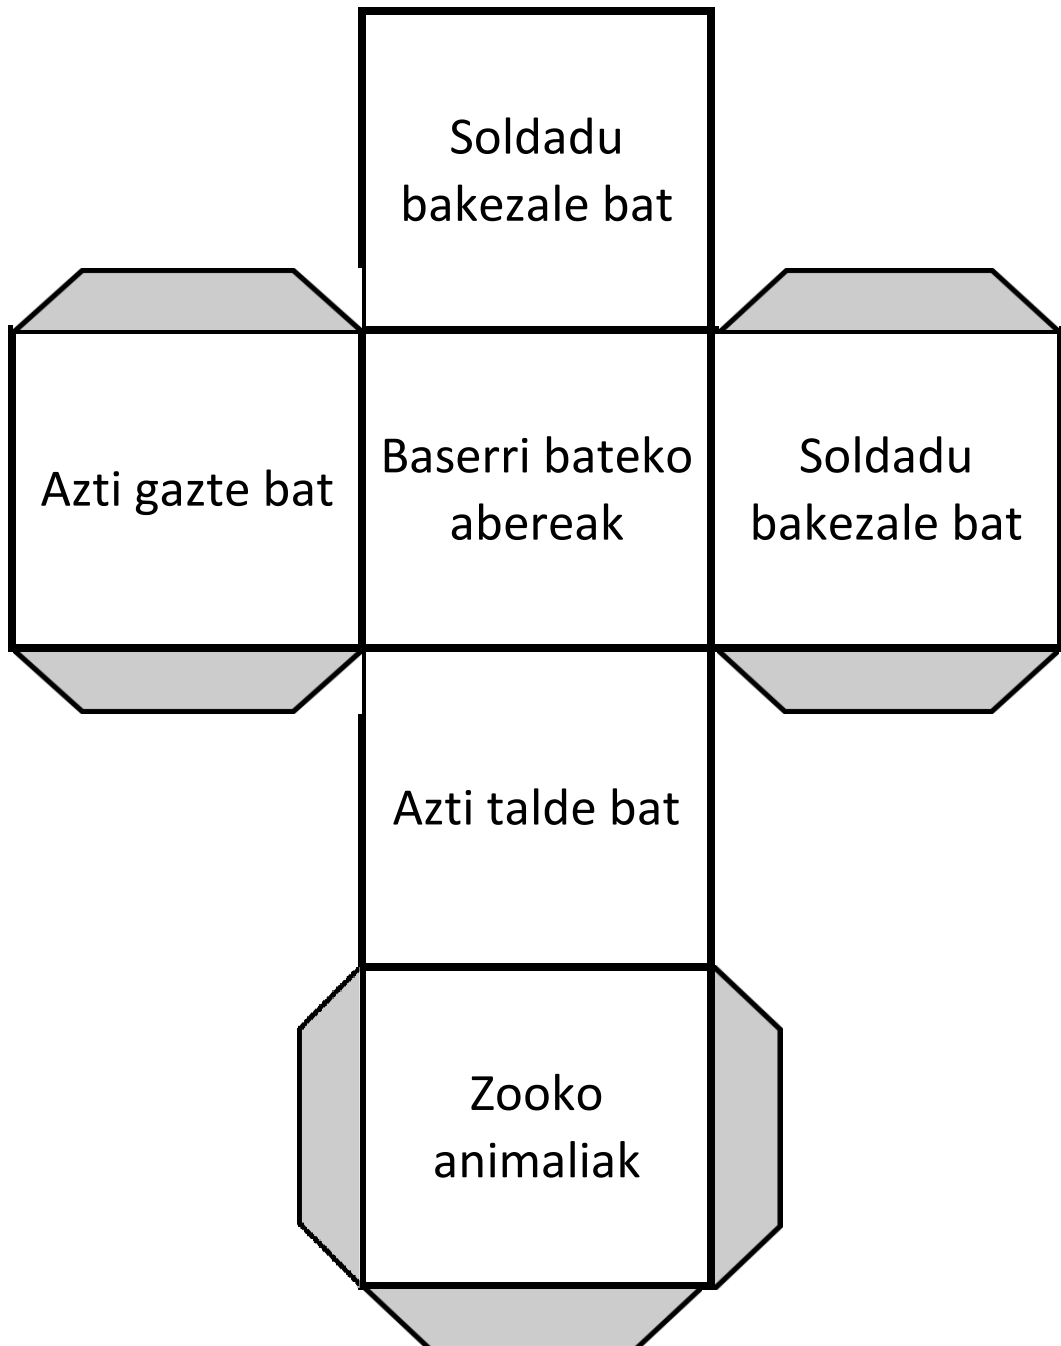 Soldadu
bakezale bat
Azti gazte bat
Baserri bateko
abereak
Soldadu
bakezale bat
Azti talde bat
Zooko
animaliak